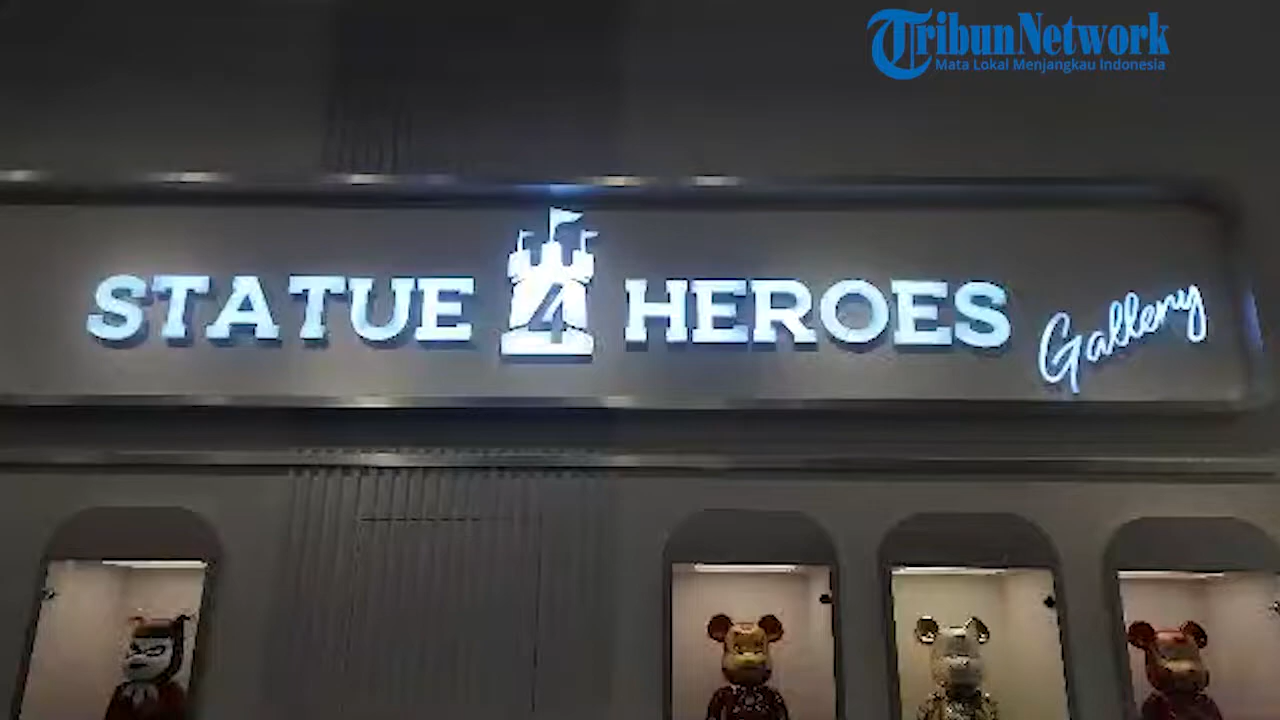 TribunNetwork
Mata Lokal Menjangkau Indonesia
STATUE 4 HEROES Gallery